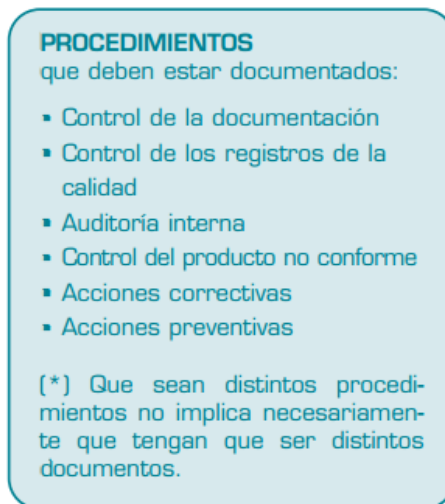 PROCEDIMIENTOS
que deben estar documentados:
▪ Control de la documentación
▪ Control de los registros de la
calidad
▪ Auditoría interna
▪ Control del producto no conforme
▪ Acciones correctivas
▪ Acciones preventivas
(*) Que sean distintos procedi-
mientos no implica necesariamen-
te que tengan que ser distintos
documentos.